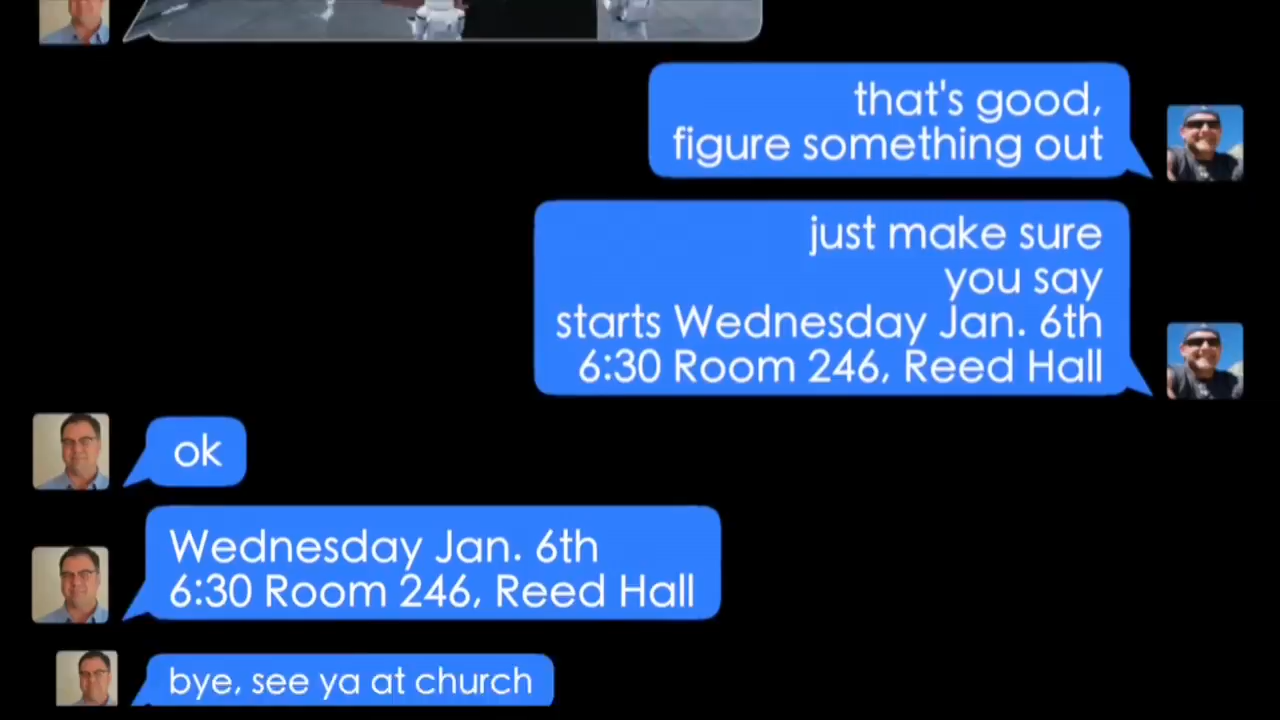 that's good,
figure something out
just make sure
you say
starts Wednesday Jan. 6th
6:30 Room 246, Reed Hall
ok
Wednesday Jan. 6th
6:30 Room 246, Reed Hall
bye, see ya at church